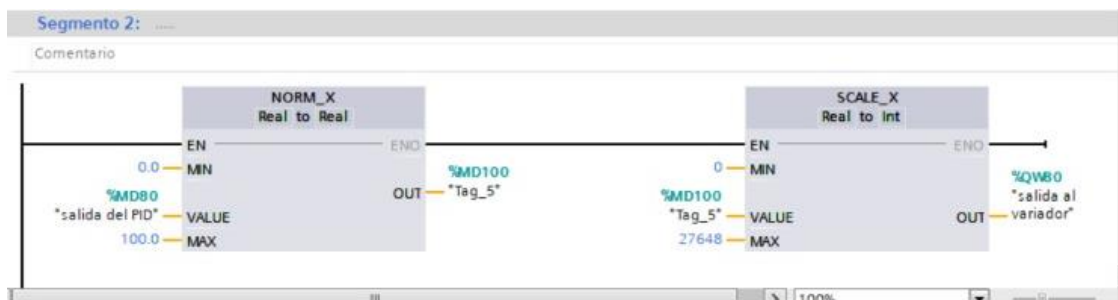 Segmento 2: .....
Comentario
NORM_X
Real to Real
EN
ENO
0.0
MIN
%MD80
"salida del PID"
VALUE
100.0
MAX
OUT
%MD100
"Tag_5"
SCALE_X
Real to Int
EN
ENO
0
MIN
%MD100
"Tag_5"
VALUE
27648
MAX
OUT
%QW80
"salida al
variador"
100%